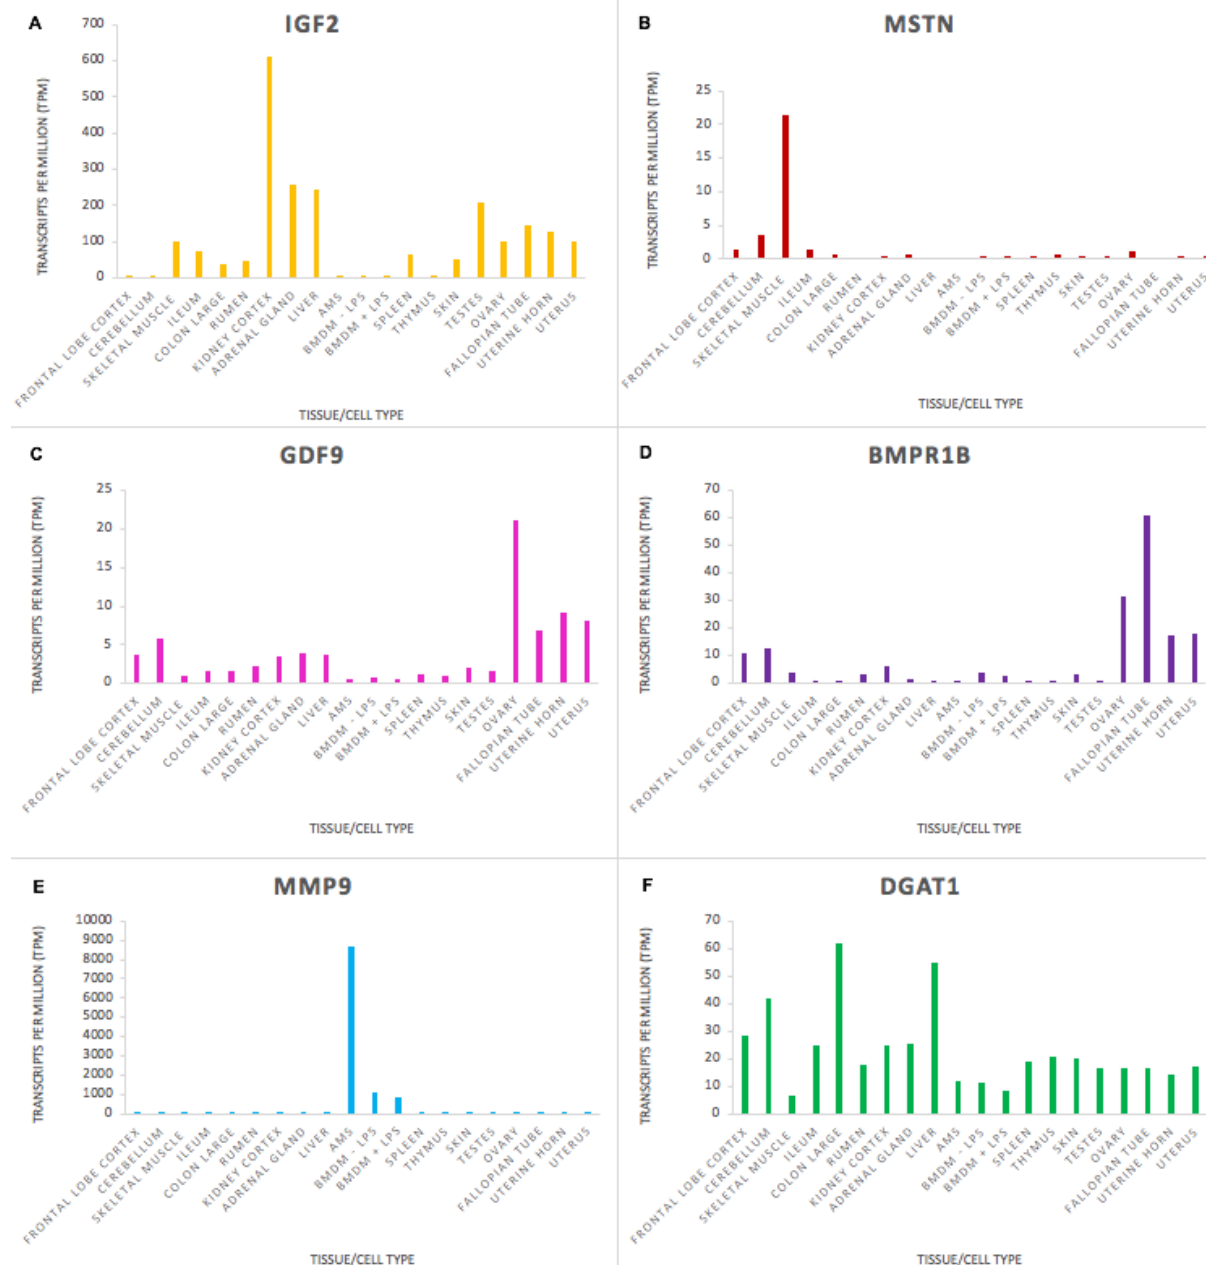 A
IGF2
TRANSCRIPTS PER MILLION (TPM)
700
600
500
400
300
200
100
0
FRONTAL LOBE CORTEX
CEREBELLUM
SKELETAL MUSCLE
ILEUM
COLON LARGE
RUMEN
KIDNEY CORTEX
ADRENAL GLAND
LIVER
AMS
BMDM - LPS
BMDM + LPS
SPLEEN
THYMUS
SKIN
TESTES
OVARY
FALLOPIAN TUBE
UTERINE HORN
UTERUS
TISSUE/CELL TYPE
B
MSTN
TRANSCRIPTS PER MILLION (TPM)
25
20
15
10
5
0
FRONTAL LOBE CORTEX
CEREBELLUM
SKELETAL MUSCLE
ILEUM
COLON LARGE
RUMEN
KIDNEY CORTEX
ADRENAL GLAND
LIVER
AMS
BMDM - LPS
BMDM + LPS
SPLEEN
THYMUS
SKIN
TESTES
OVARY
FALLOPIAN TUBE
UTERINE HORN
UTERUS
TISSUE/CELL TYPE
C
GDF9
TRANSCRIPTS PER MILLION (TPM)
25
20
15
10
5
0
FRONTAL LOBE CORTEX
CEREBELLUM
SKELETAL MUSCLE
ILEUM
COLON LARGE
RUMEN
KIDNEY CORTEX
ADRENAL GLAND
LIVER
AMS
BMDM - LPS
BMDM + LPS
SPLEEN
THYMUS
SKIN
TESTES
OVARY
FALLOPIAN TUBE
UTERINE HORN
UTERUS
TISSUE/CELL TYPE
D
BMPR1B
TRANSCRIPTS PER MILLION (TPM)
70
60
50
40
30
20
10
0
FRONTAL LOBE CORTEX
CEREBELLUM
SKELETAL MUSCLE
ILEUM
COLON LARGE
RUMEN
KIDNEY CORTEX
ADRENAL GLAND
LIVER
AMS
BMDM - LPS
BMDM + LPS
SPLEEN
THYMUS
SKIN
TESTES
OVARY
FALLOPIAN TUBE
UTERINE HORN
UTERUS
TISSUE/CELL TYPE
E
MMP9
TRANSCRIPTS PER MILLION (TPM)
10000
9000
8000
7000
6000
5000
4000
3000
2000
1000
0
FRONTAL LOBE CORTEX
CEREBELLUM
SKELETAL MUSCLE
ILEUM
COLON LARGE
RUMEN
KIDNEY CORTEX
ADRENAL GLAND
LIVER
AMS
BMDM - LPS
BMDM + LPS
SPLEEN
THYMUS
SKIN
TESTES
OVARY
FALLOPIAN TUBE
UTERINE HORN
UTERUS
TISSUE/CELL TYPE
F
DGAT1
TRANSCRIPTS PER MILLION (TPM)
70
60
50
40
30
20
10
0
FRONTAL LOBE CORTEX
CEREBELLUM
SKELETAL MUSCLE
ILEUM
COLON LARGE
RUMEN
KIDNEY CORTEX
ADRENAL GLAND
LIVER
AMS
BMDM - LPS
BMDM + LPS
SPLEEN
THYMUS
SKIN
TESTES
OVARY
FALLOPIAN TUBE
UTERINE HORN
UTERUS
TISSUE/CELL TYPE